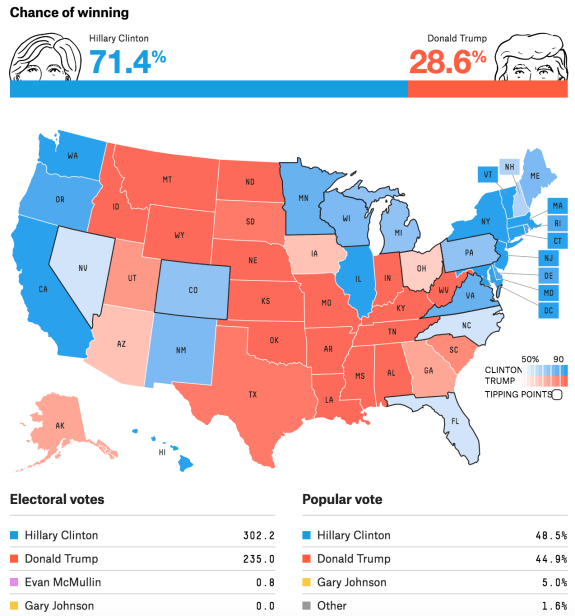 Chance of winning
Hillary Clinton
71.4%
Donald Trump
28.6%
WA
OR
CA
NV
ID
MT
WY
UT
AZ
CO
NM
ND
SD
NE
KS
OK
TX
MN
IA
MO
AR
LA
WI
IL
MI
IN
OH
KY
TN
MS
AL
GA
FL
SC
NC
VA
WV
PA
NY
VT
NH
ME
MA
RI
CT
NJ
DE
MD
DC
AK
HI
50% 90
CLINTON
TRUMP
TIPPING POINTS
Electoral votes
Hillary Clinton 302.2
Donald Trump 235.0
Evan McMullin 0.8
Gary Johnson 0.0
Popular vote
Hillary Clinton 48.5%
Donald Trump 44.9%
Gary Johnson 5.0%
Other 1.6%